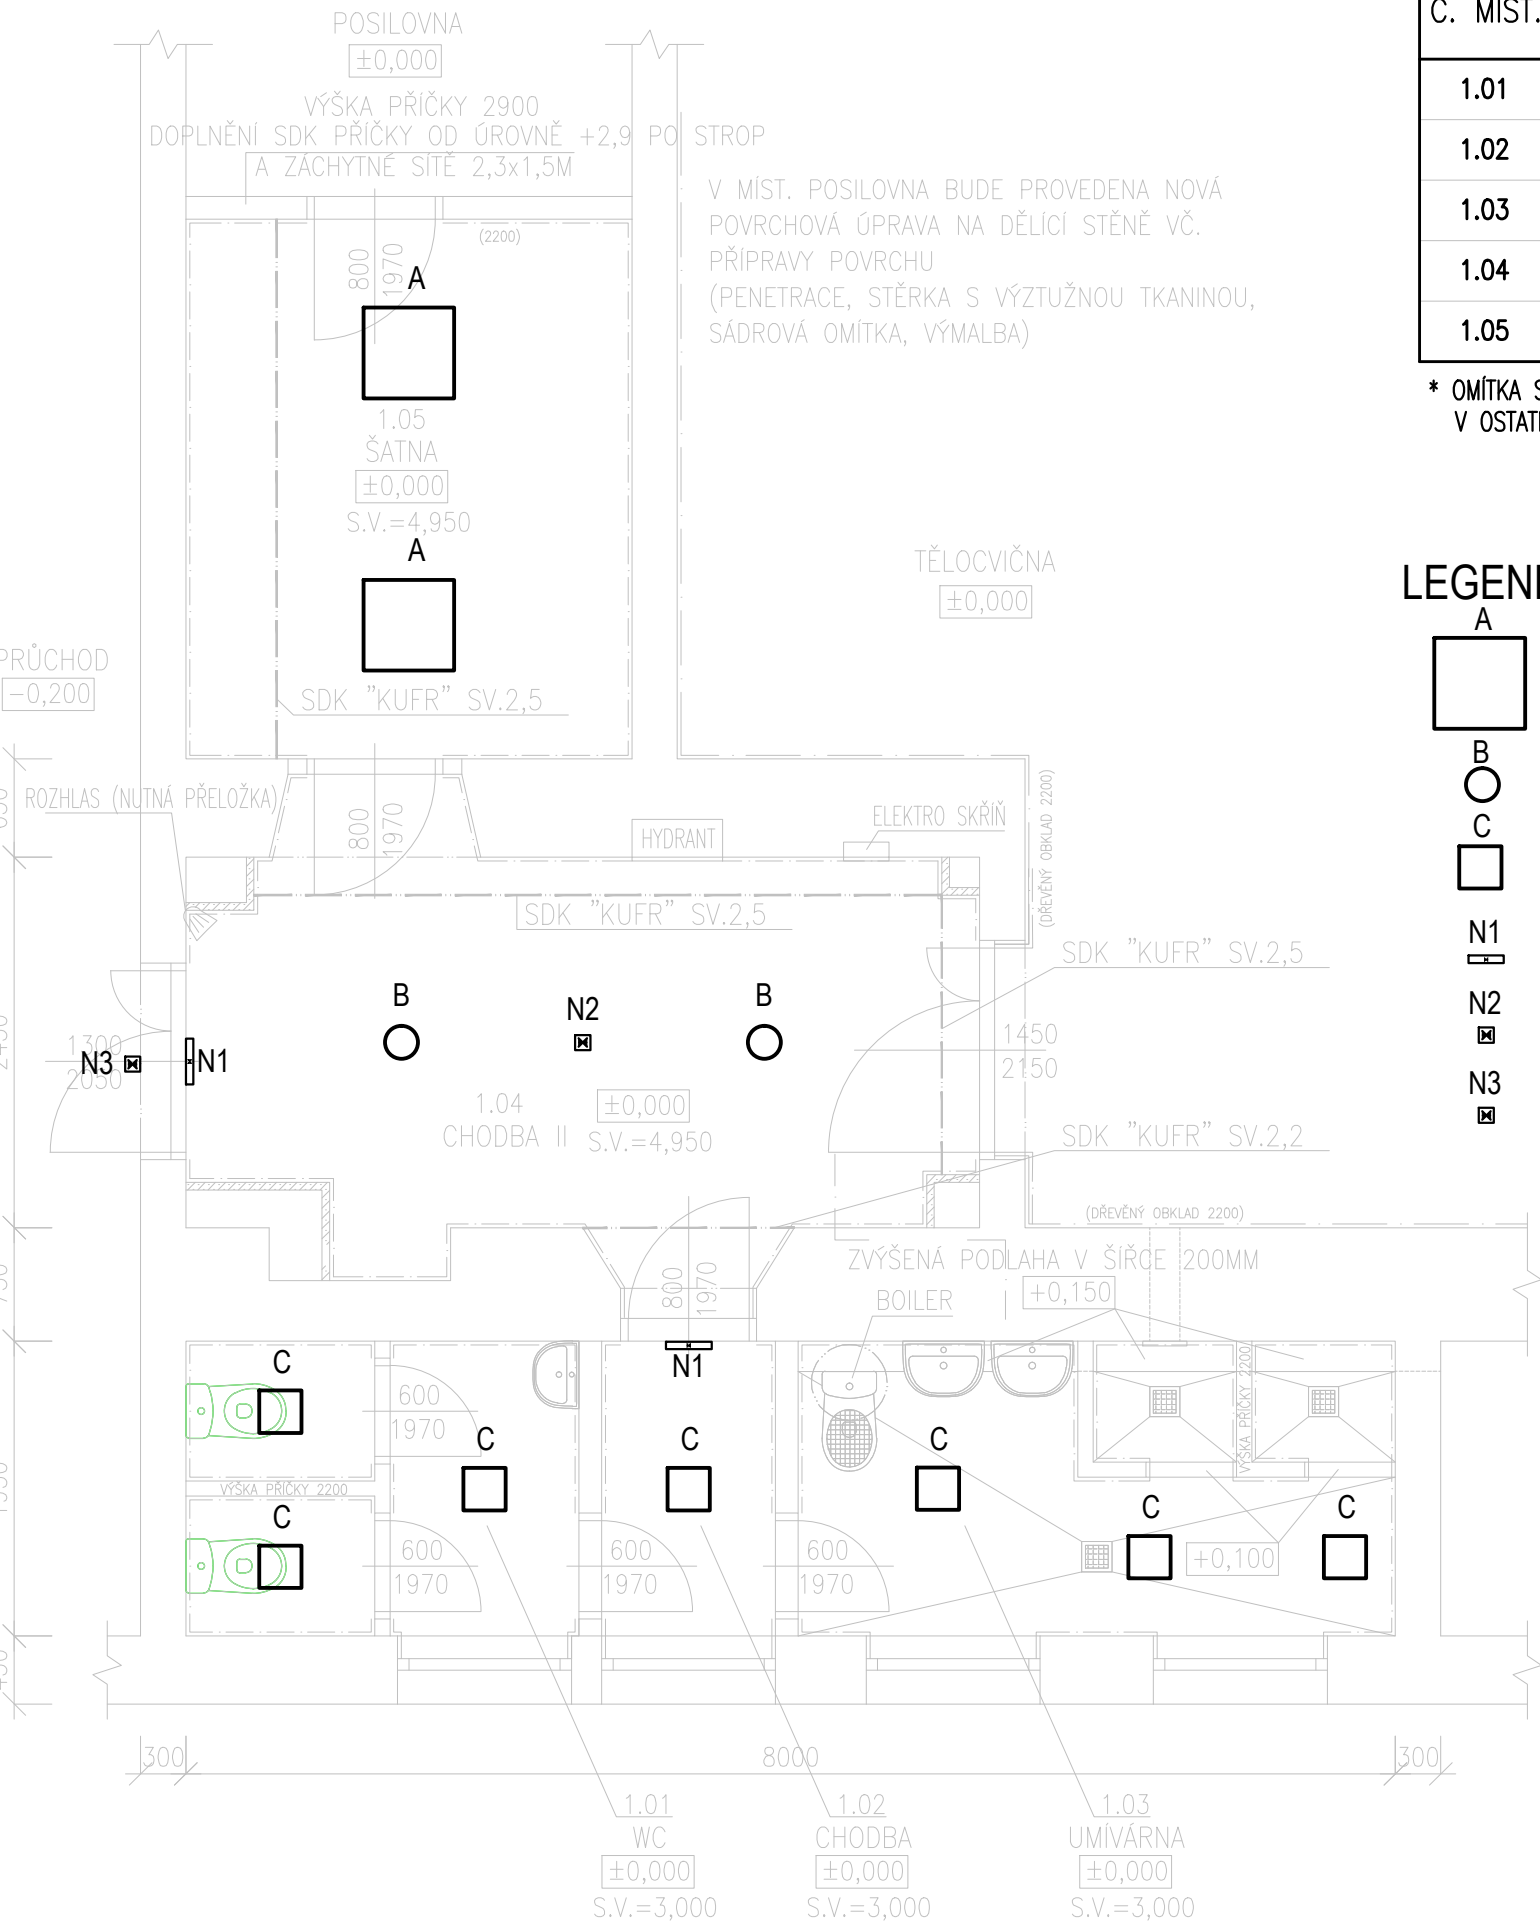 POSILOVNA
±0,000
VÝŠKA PŘÍČKY 2900
DOPLNĚNÍ SDK PŘÍČKY OD ÚROVNĚ +2,9 PO STROP
A ZÁCHYTNÉ SÍTĚ 2,3x1,5M
V MÍST. POSILOVNA BUDE PROVEDENA NOVÁ
POVRCHOVÁ ÚPRAVA NA DĚLÍCÍ STĚNĚ VČ.
PŘÍPRAVY POVRCHU
(PENETRACE, STĚRKA S VÝZTUŽNOU TKANINOU,
SÁDROVÁ OMÍTKA, VÝMALBA)
Č. MÍST.
1.01
1.02
1.03
1.04
1.05
* OMÍTKA
(2200)
800
1970
A
1.05
ŠATNA
±0,000
S.V.=4,950
A
SDK "KUFR" SV.2,5
TĚLOCVIČNA
±0,000
PRŮCHOD
-0,200
A
B
C
N1
N2
N3
ROZHLAS (NUTNÁ PŘELOŽKA)
800
1970
HYDRANT
ELEKTRO SKŘÍŇ
(DŘEVĚNÝ OBKLAD 2200)
SDK "KUFR" SV.2,5
SDK "KUFR" SV.2,5
B
N2
B
1300
2050
N3
N1
1450
2150
1.04
CHODBA II
±0,000
S.V.=4,950
SDK "KUFR" SV.2,2
(DŘEVĚNÝ OBKLAD 2200)
ZVÝŠENÁ PODLAHA V ŠÍŘCE 200MM
+0,150
BOILER
800
1970
N1
C
600
1970
C
C
C
VÝŠKA PŘÍČKY 2200
VÝŠKA PŘÍČKY 2200
C
C
C
600
1970
600
1970
600
1970
+0,100
300
8000
300
1.01
WC
±0,000
S.V.=3,000
1.02
CHODBA
±0,000
S.V.=3,000
1.03
UMÍVÁRNA
±0,000
S.V.=3,000